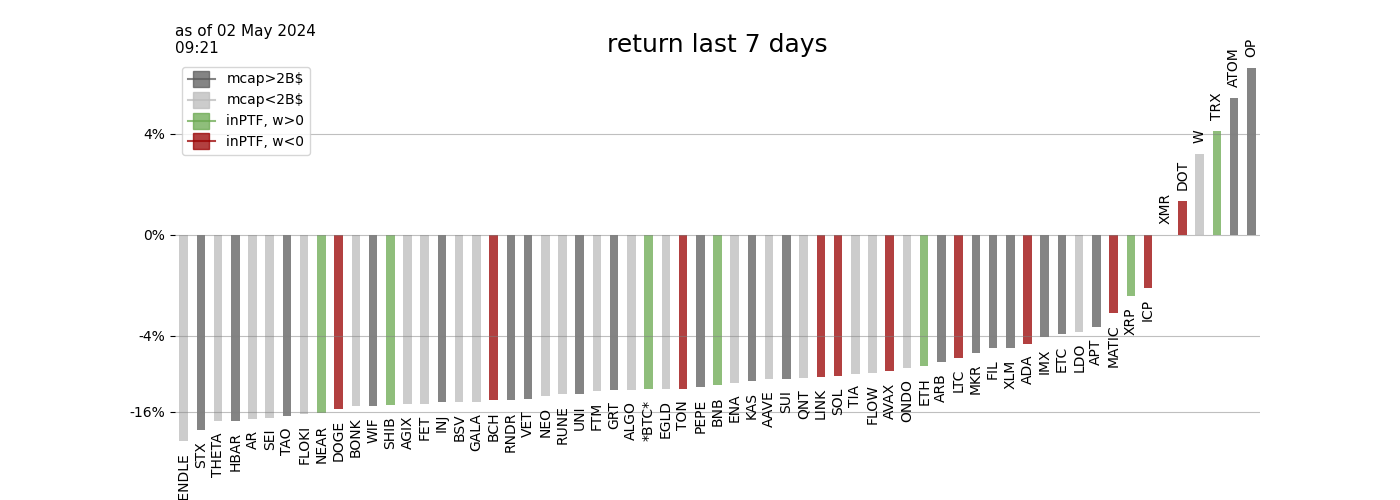 as of 02 May 2024
09:21
return last 7 days
mcap>2B$
mcap<2B$
inPTF, w>0
inPTF, w<0
4%
0%
-4%
-16%
ENDLE
STX
THETA
HBAR
AR
SEI
TAO
FLOKI
NEAR
DOGE
BONK
WIF
SHIB
AGIX
FET
INJ
BSV
GALA
BCH
RNDR
VET
NEO
RUNE
UNI
FTM
GRT
ALGO
*BTC*
EGLD
TON
PEPE
BNB
ENA
KAS
AAVE
SUI
QNT
LINK
SOL
TIA
FLOW
AVAX
ONDO
ETH
ARB
LTC
MKR
FIL
XLM
ADA
IMX
ETC
LDO
APT
MATIC
XRP
ICP
XMR
DOT
W
TRX
ATOM
OP